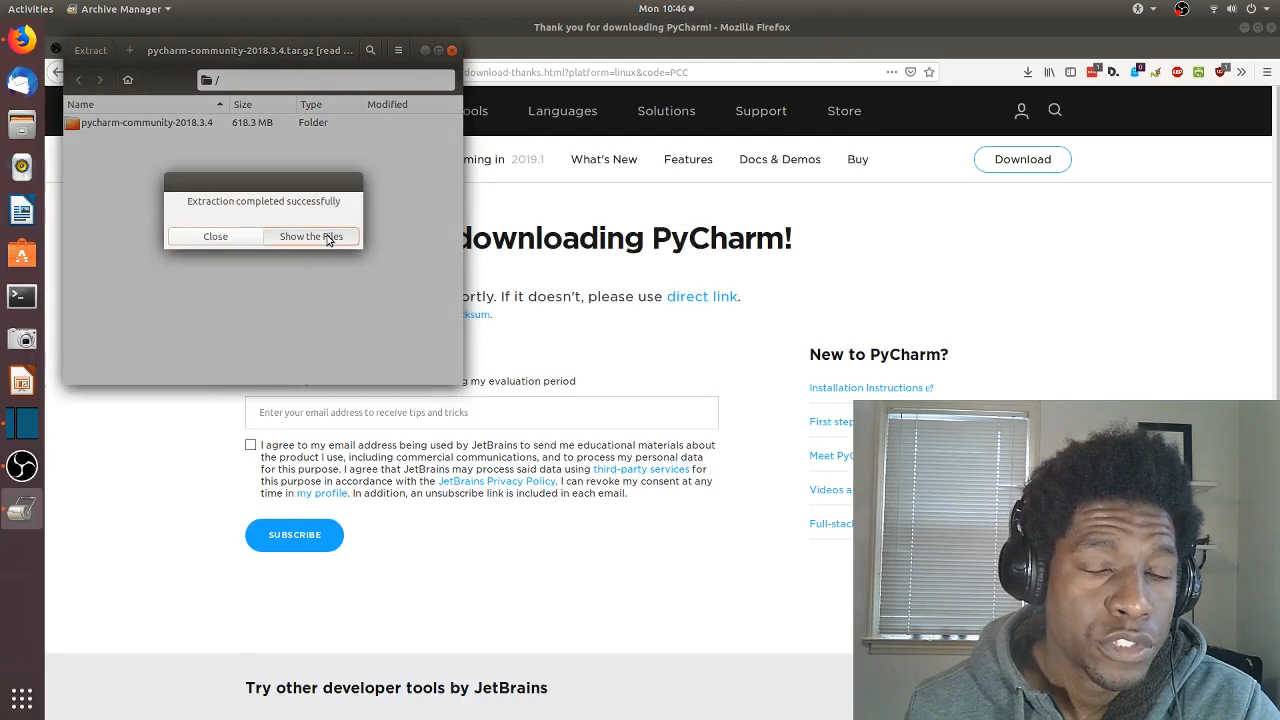 Activities
Archive Manager
Mon 10:46
Thank you for downloading PyCharm! - Mozilla Firefox
Extract
pycharm-community-2018.3.4.tar.gz [read ...
download-thanks.html?platform=linux&code=PCC
/
Name
Size
Type
Modified
pycharm-community-2018.3.4
618.3 MB
Folder
Languages
Solutions
Support
Store
2019.1
What's New
Features
Docs & Demos
Buy
Download
Extraction completed successfully
Close
Show the Files
downloading PyCharm!
If it doesn't, please use direct link.
New to PyCharm?
Installation Instructions
my evaluation period
First
Meet
Videos
Enter your email address to receive tips and tricks
I agree to my email address being used by JetBrains to send me educational materials about
the product I use, including commercial communications, and to process my personal data
for this purpose. I agree that JetBrains may process said data using third-party services for
this purpose in accordance with the JetBrains Privacy Policy. I can revoke my consent at any
time in my profile. In addition, an unsubscribe link is included in each email.
SUBSCRIBE
Try other developer tools by JetBrains